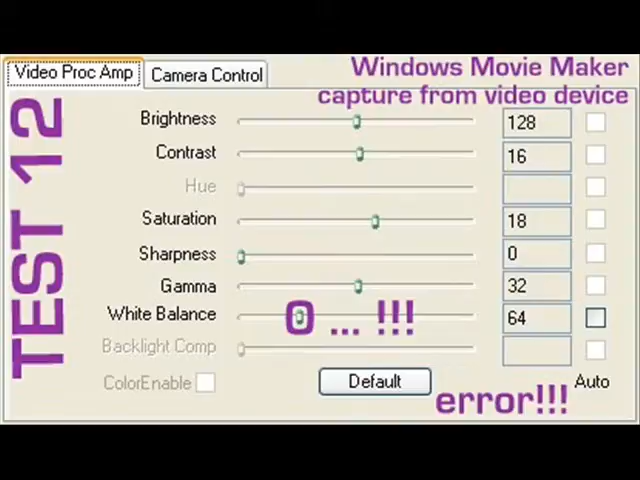 Video Proc Amp
Camera Control
Windows Movie Maker
capture from video device
TEST 12
Brightness 128
Contrast 16
Hue
Saturation 18
Sharpness 0
Gamma 32
White Balance 0 ... !!! 64
Backlight Comp
ColorEnable
Default
Auto
error!!!